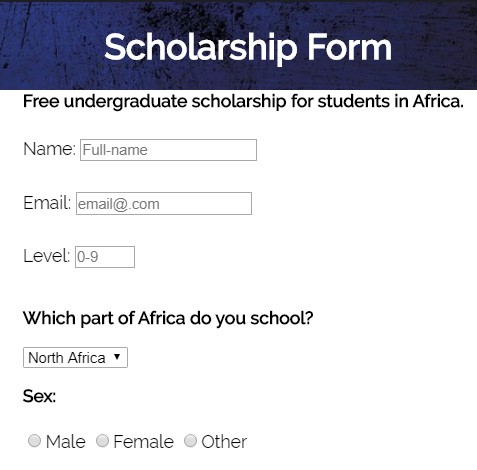 Scholarship Form
Free undergraduate scholarship for students in Africa.
Name: Full-name
Email: email@.com
Level: 0-9
Which part of Africa do you school?
North Africa
Sex:
Male Female Other